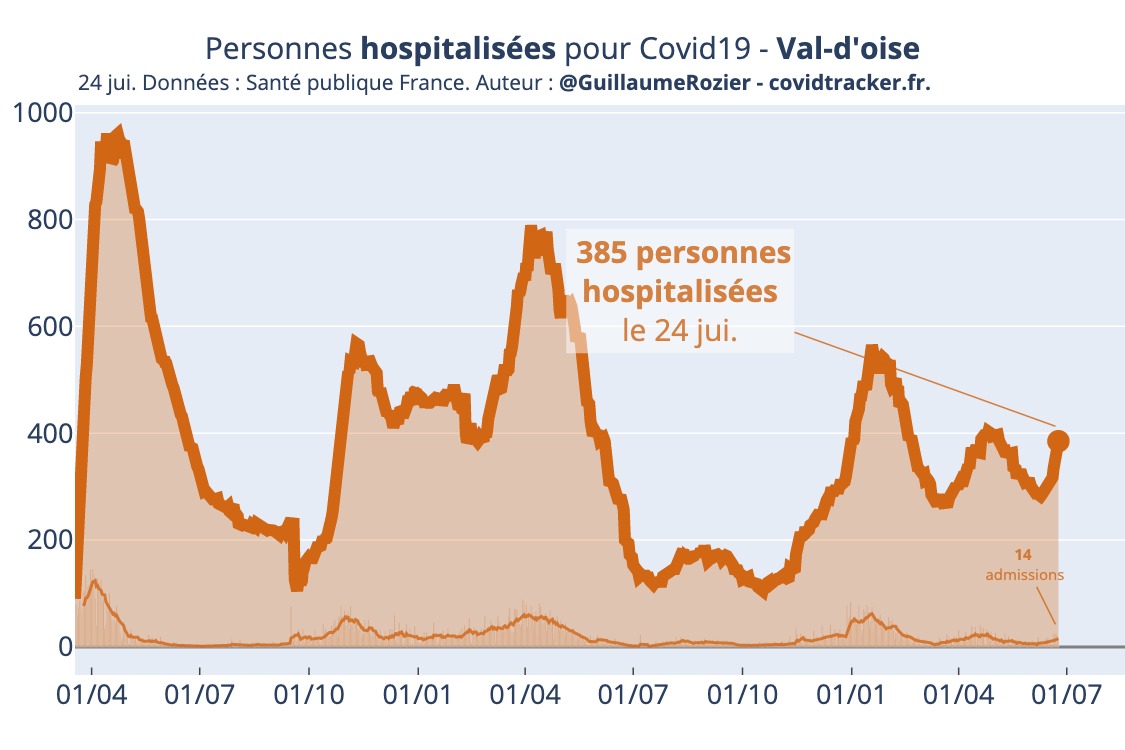 Personnes hospitalisées pour Covid19 - Val-d'oise
24 jui. Données : Santé publique France. Auteur : @GuillaumeRozier - covidtracker.fr.
1000
800
600
400
200
0
385 personnes
hospitalisées
le 24 jui.
14
admissions
01/04 01/07 01/10 01/01 01/04 01/07 01/10 01/01 01/04 01/07